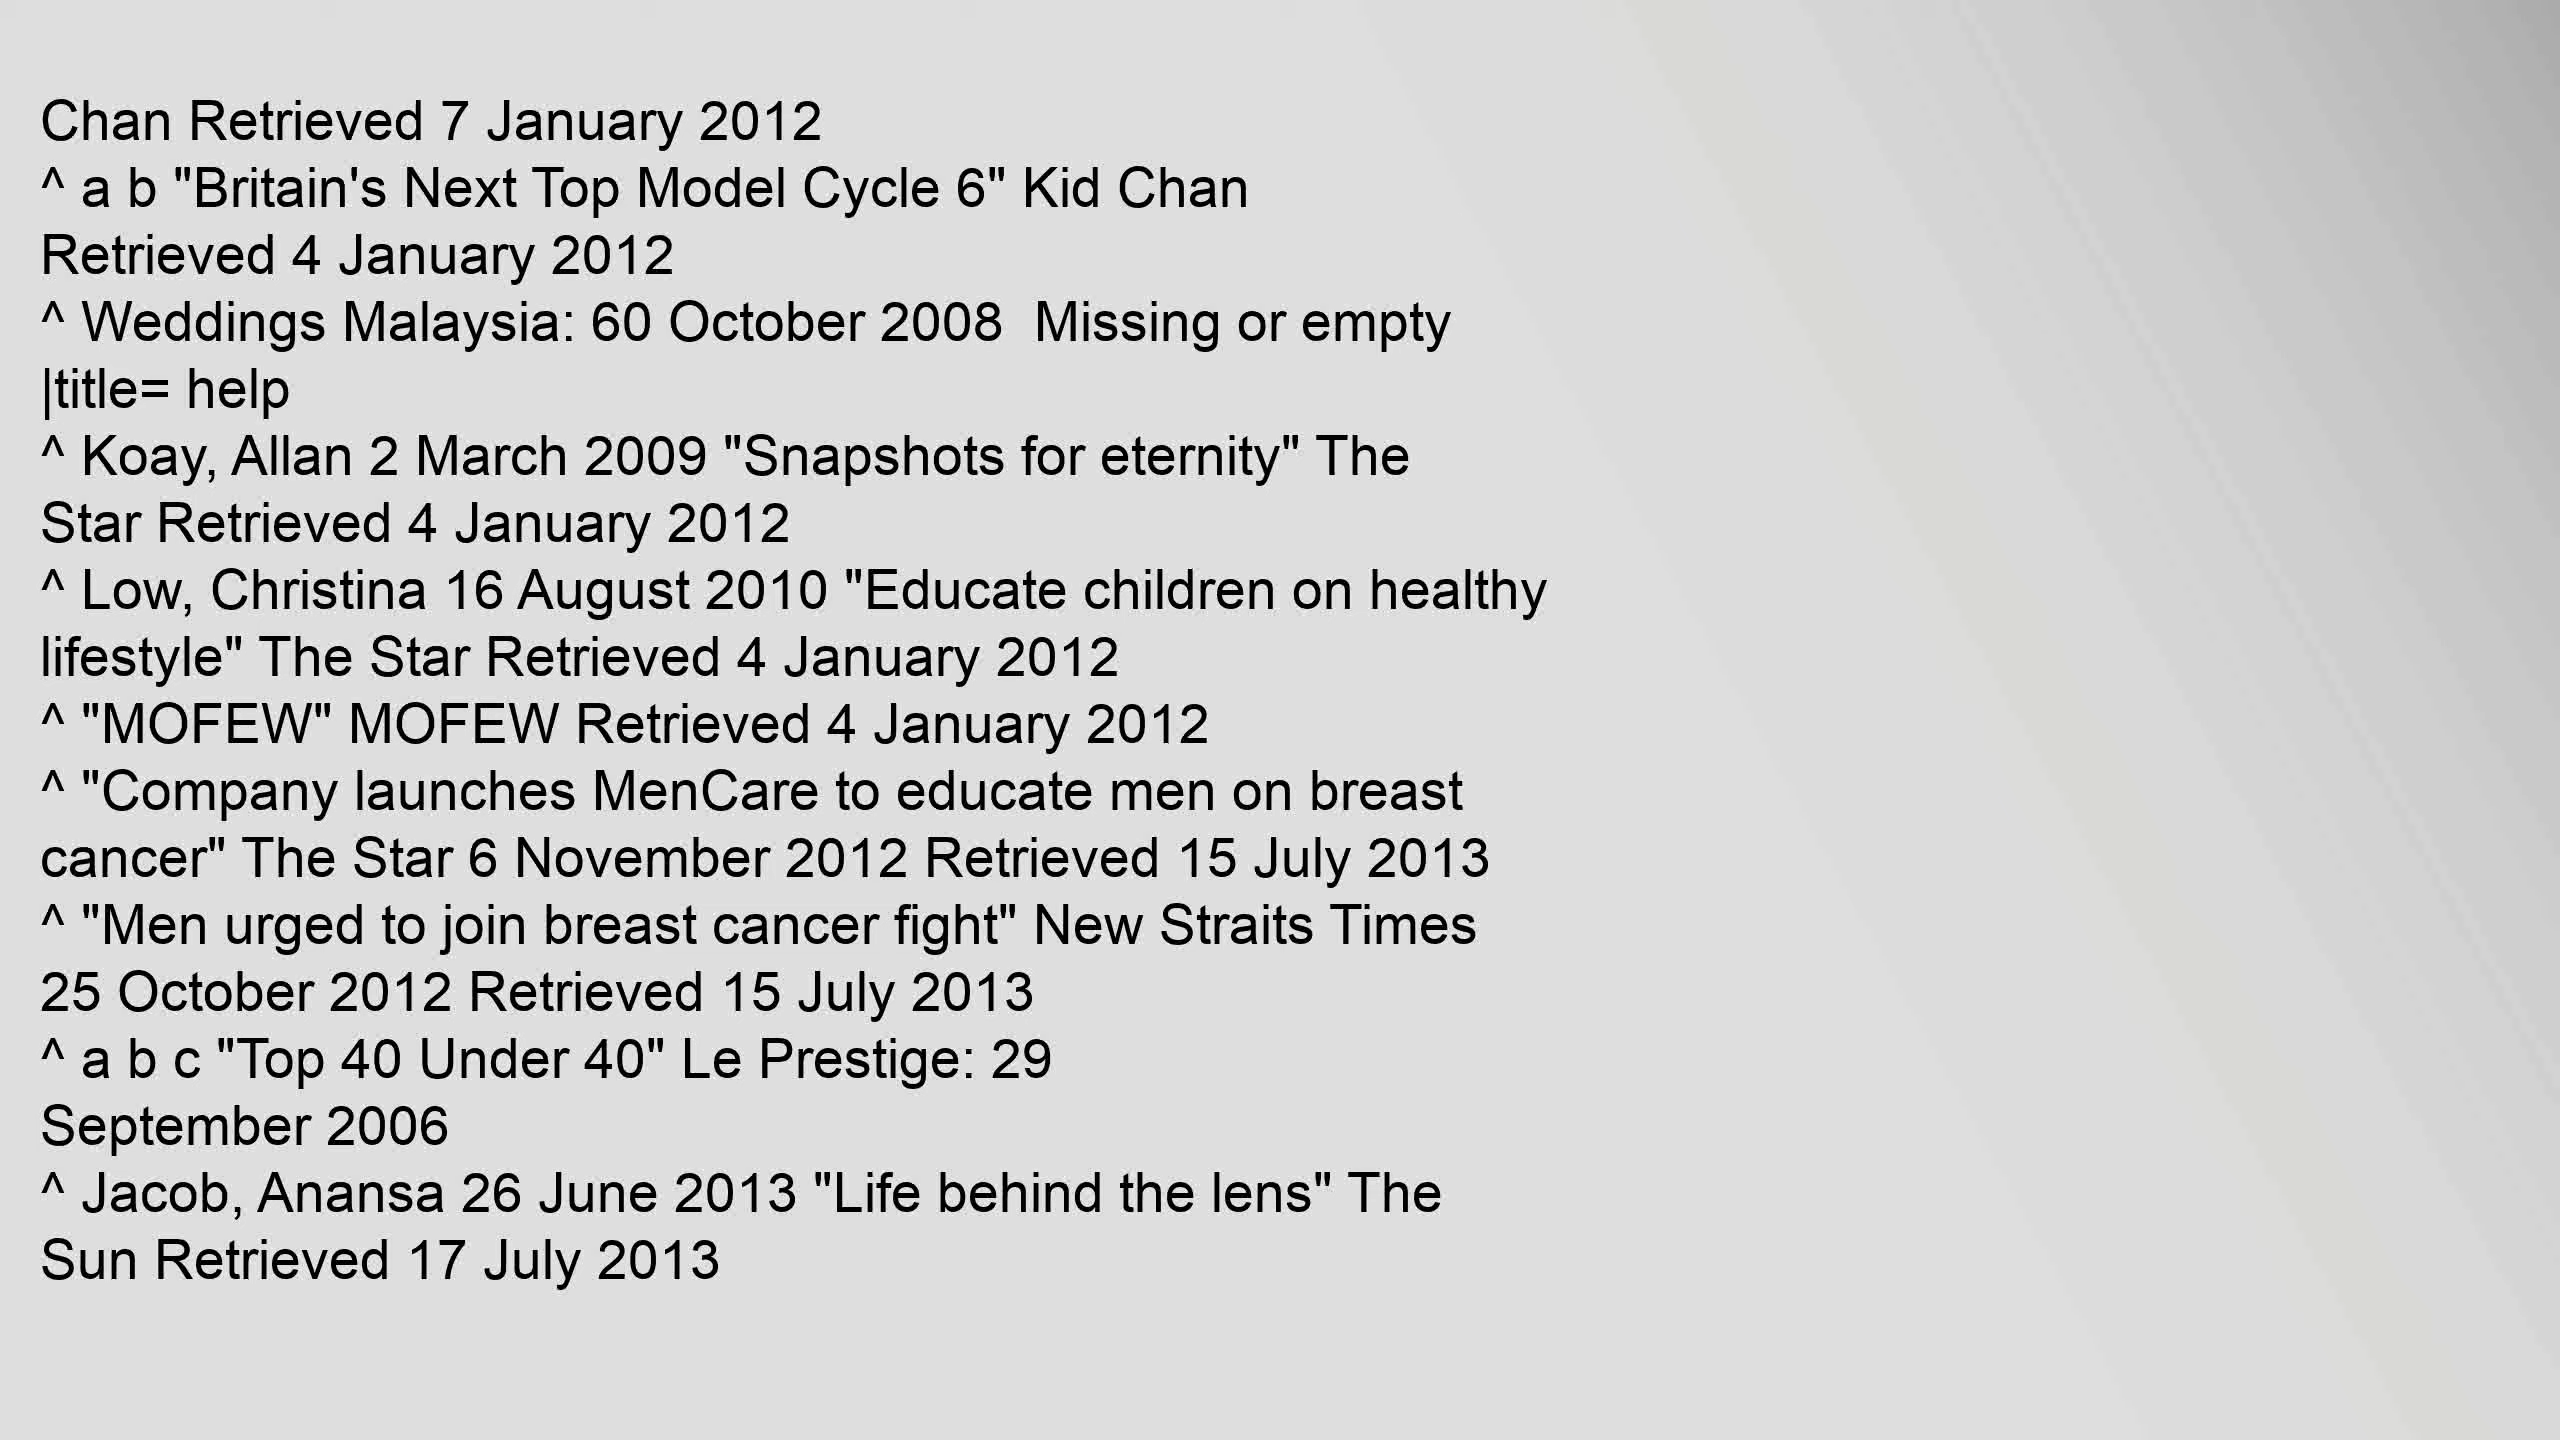 Chan Retrieved 7 January 2012
^ a b "Britain's Next Top Model Cycle 6" Kid Chan
Retrieved 4 January 2012
^ Weddings Malaysia: 60 October 2008  Missing or empty
|title= help
^ Koay, Allan 2 March 2009 "Snapshots for eternity" The
Star Retrieved 4 January 2012
^ Low, Christina 16 August 2010 "Educate children on healthy
lifestyle" The Star Retrieved 4 January 2012
^ "MOFEW" MOFEW Retrieved 4 January 2012
^ "Company launches MenCare to educate men on breast
cancer" The Star 6 November 2012 Retrieved 15 July 2013
^ "Men urged to join breast cancer fight" New Straits Times
25 October 2012 Retrieved 15 July 2013
^ a b c "Top 40 Under 40" Le Prestige: 29
September 2006
^ Jacob, Anansa 26 June 2013 "Life behind the lens" The
Sun Retrieved 17 July 2013